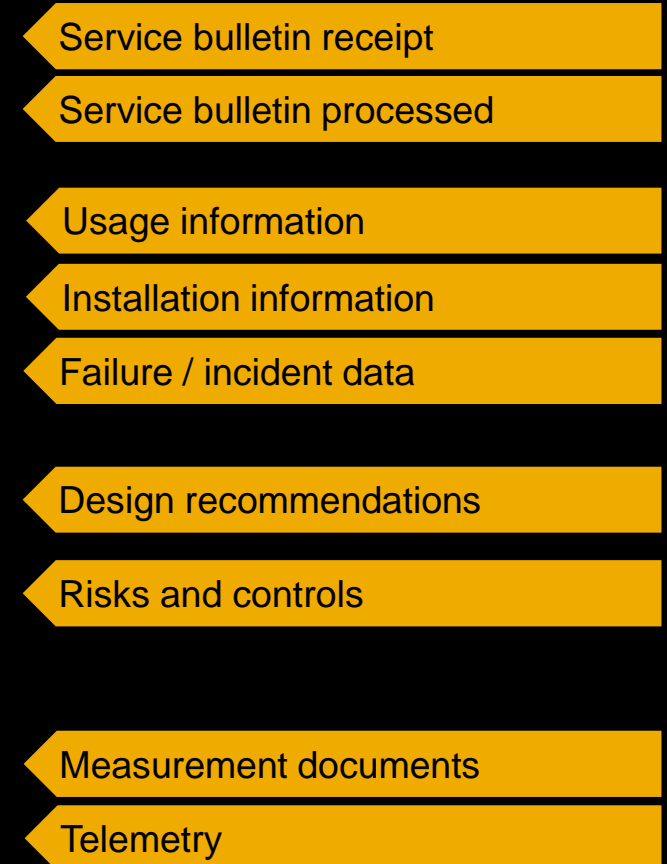 Service bulletin receipt
Service bulletin processed
Usage information
Installation information
Failure / incident data
Design recommendations
Risks and controls
Measurement documents
Telemetry